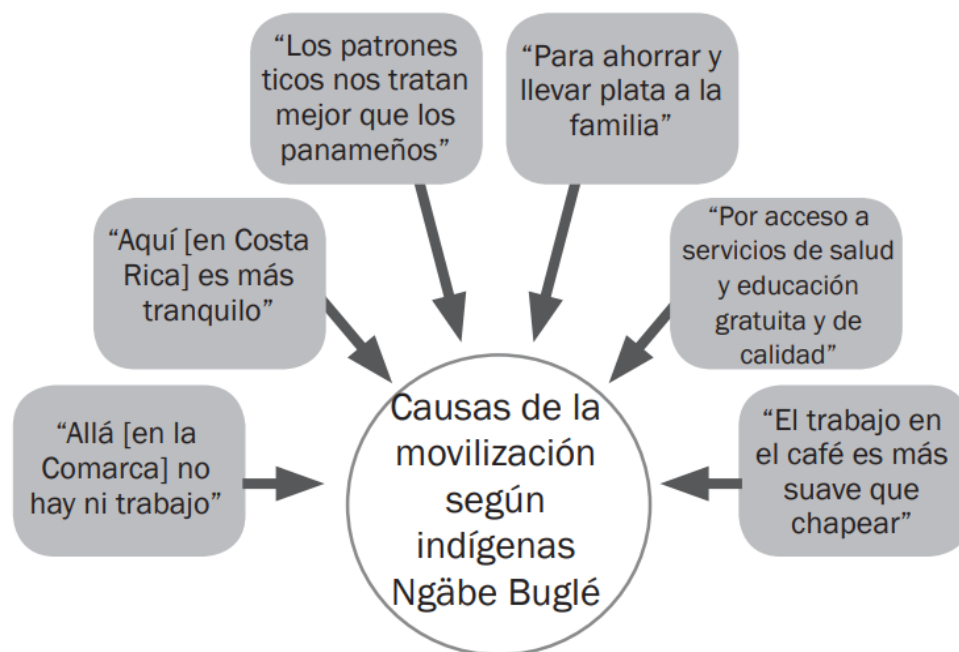 “Los patrones
ticos nos tratan
mejor que los
panameños”
“Para ahorrar y
llevar plata a la
familia”
“Aquí [en Costa
Rica] es más
tranquilo”
“Por acceso a
servicios de salud
y educación
gratuita y de
calidad”
“Allá [en la
Comarca] no
hay ni trabajo”
Causas de la
movilización
según
indígenas
Ngäbe Buglé
“El trabajo en
el café es más
suave que
chapear”